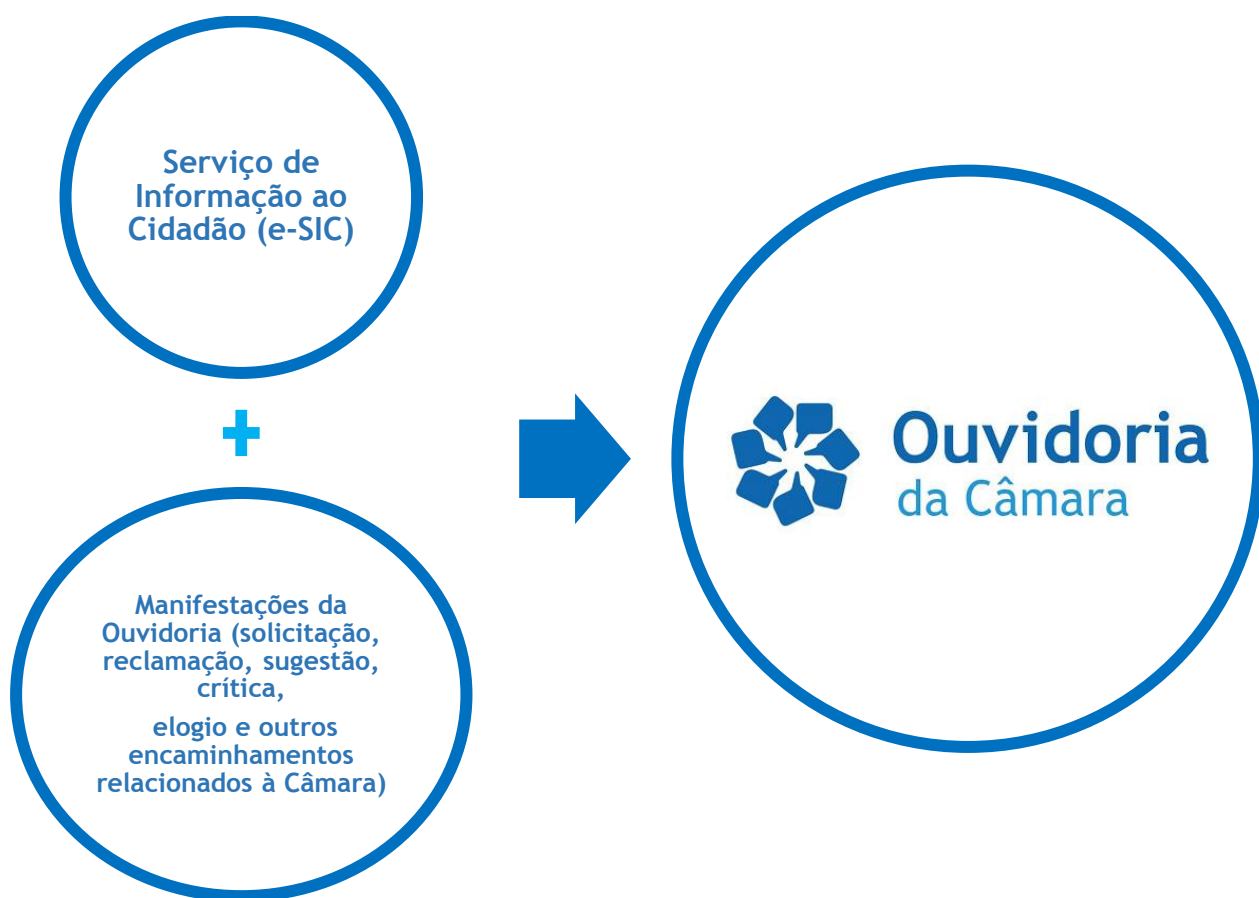 Serviço de
Informação ao
Cidadão (e-SIC)
+
Manifestações da
Ouvidoria (solicitação,
reclamação, sugestão,
crítica,
elogio e outros
encaminhamentos
relacionados à Câmara)
Ouvidoria
da Câmara